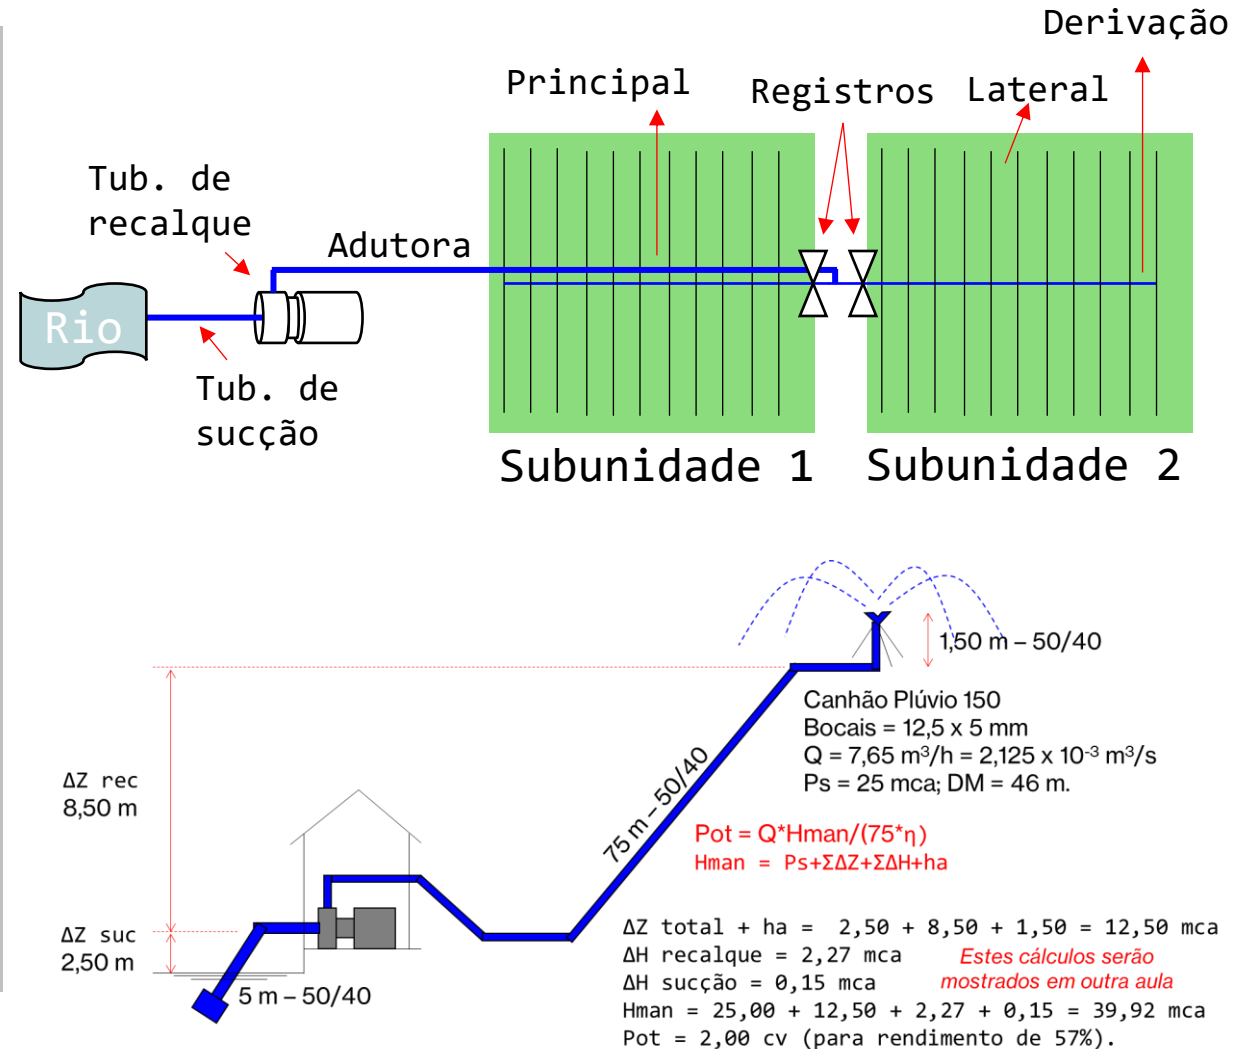 Derivação
Principal
Registros
Lateral
Tub. de
recalque
Adutora
Rio
Tub. de
sucção
Subunidade 1
Subunidade 2
1,50 m – 50/40
Canhão Plúvio 150
Bocais = 12,5 x 5 mm
Q = 7,65 m³/h = 2,125 x 10⁻³ m³/s
Ps = 25 mca; DM = 46 m.
ΔZ rec
8,50 m
75 m – 50/40
Pot = Q*Hman/(75*η)
Hman = Ps+ΣΔZ+ΣΔH+ha
ΔZ suc
2,50 m
5 m – 50/40
ΔZ total + ha =  2,50 + 8,50 + 1,50 = 12,50 mca
ΔH recalque = 2,27 mca
ΔH sucção = 0,15 mca
Estes cálculos serão
mostrados em outra aula
Hman = 25,00 + 12,50 + 2,27 + 0,15 = 39,92 mca
Pot = 2,00 cv (para rendimento de 57%).